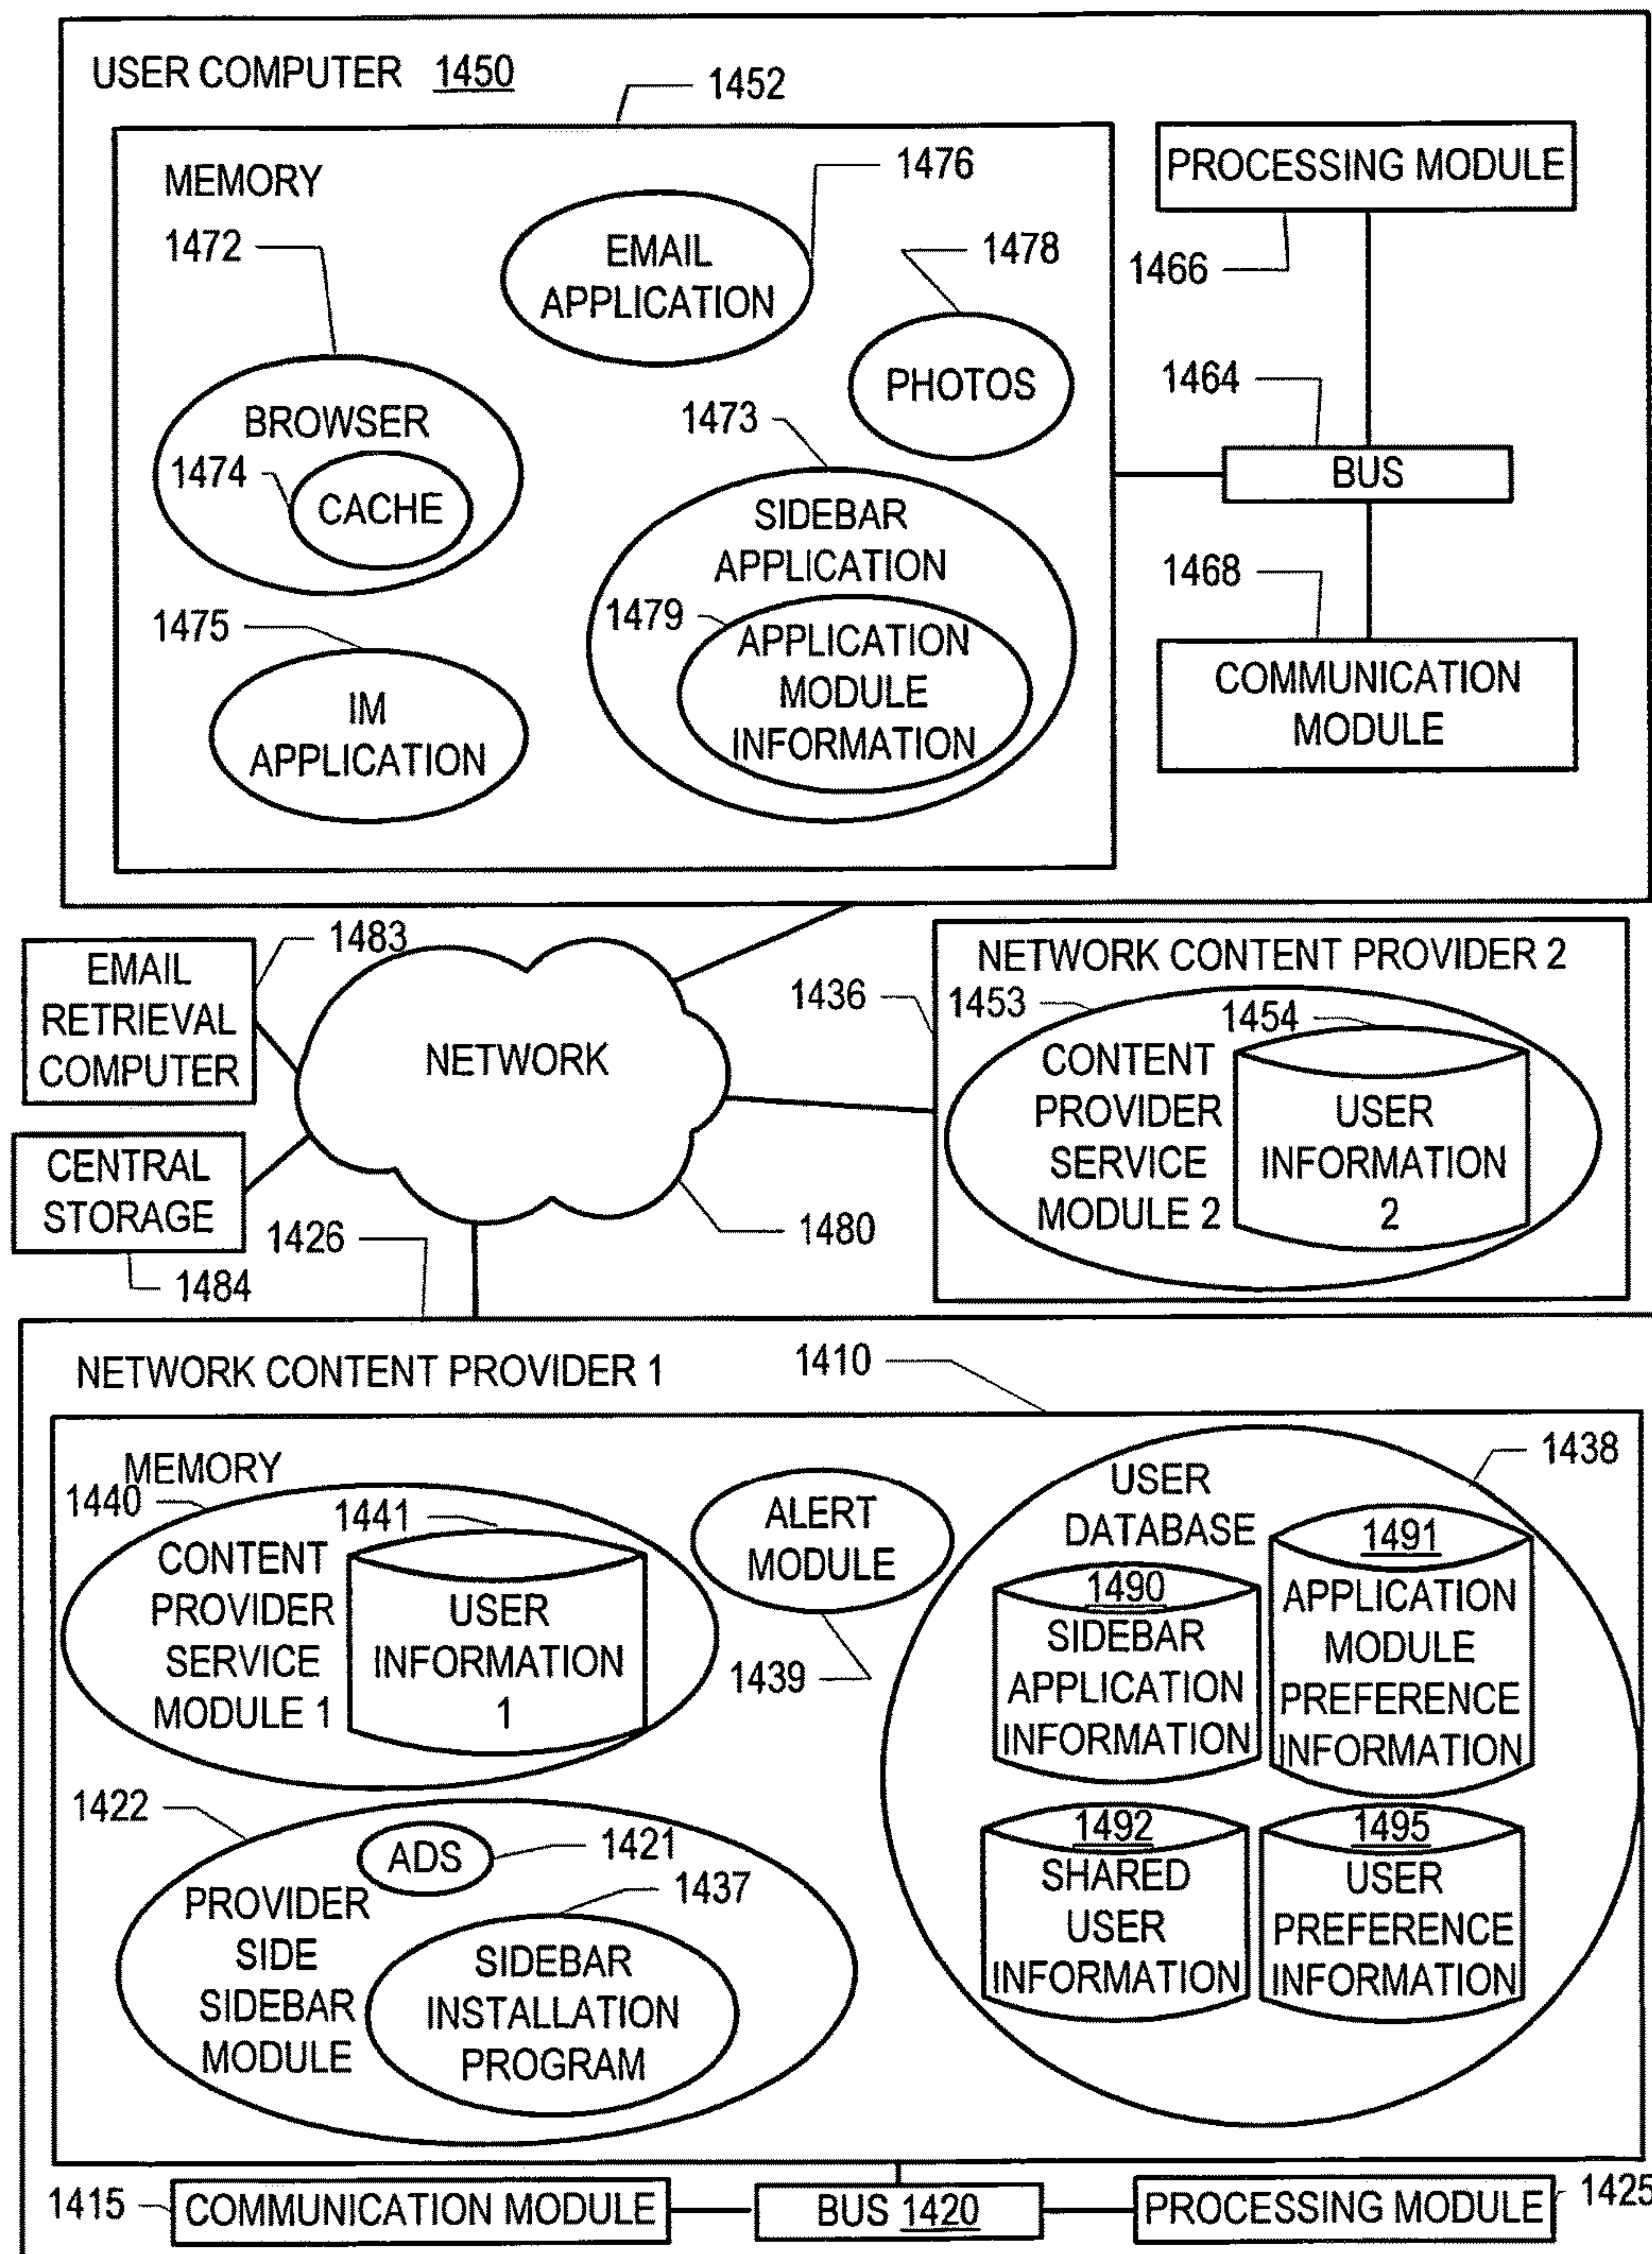 USER COMPUTER 1450
1452
MEMORY
1476
PROCESSING MODULE
1472
EMAIL
APPLICATION
1478
1466
PHOTOS
1464
BROWSER
1473
1474
CACHE
BUS
SIDEBAR
APPLICATION
1468
1475
1479
APPLICATION
MODULE
INFORMATION
COMMUNICATION
MODULE
IM
APPLICATION
1483
EMAIL
RETRIEVAL
COMPUTER
NETWORK
NETWORK CONTENT PROVIDER 2
1436
1453
1454
CONTENT
PROVIDER
SERVICE
MODULE 2
USER
INFORMATION
2
CENTRAL
STORAGE
1426
1480
1484
NETWORK CONTENT PROVIDER 1
1410
MEMORY
1438
1440
1441
CONTENT
PROVIDER
SERVICE
MODULE 1
USER
INFORMATION
1
ALERT
MODULE
1439
USER
DATABASE
1490
SIDEBAR
APPLICATION
INFORMATION
1491
APPLICATION
MODULE
PREFERENCE
INFORMATION
1422
ADS
1421
1437
PROVIDER
SIDE
SIDEBAR
MODULE
SIDEBAR
INSTALLATION
PROGRAM
1492
SHARED
USER
INFORMATION
1495
USER
PREFERENCE
INFORMATION
1415
COMMUNICATION MODULE
BUS 1420
PROCESSING MODULE
1425